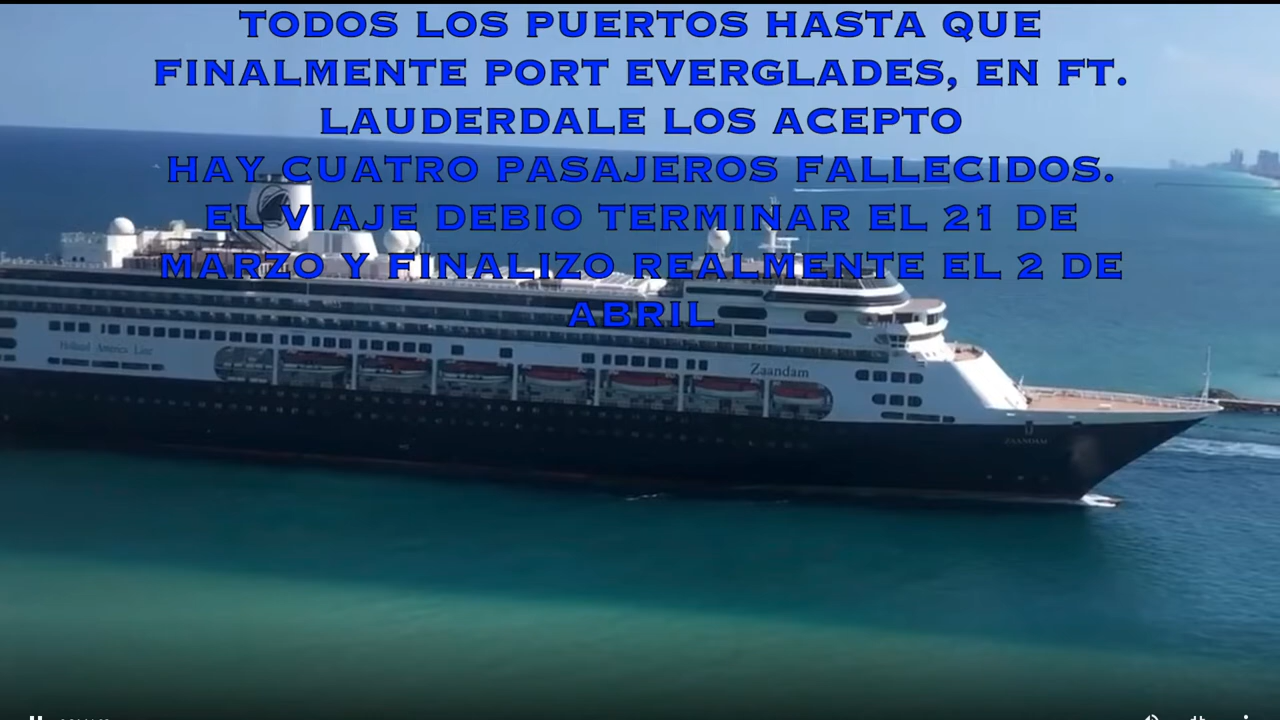 TODOS LOS PUERTOS HASTA QUE
FINALMENTE PORT EVERGLADES, EN FT.
LAUDERDALE LOS ACEPTO
HAY CUATRO PASAJEROS FALLECIDOS.
EL VIAJE DEBIO TERMINAR EL 21 DE
MARZO Y FINALIZO REALMENTE EL 2 DE
ABRIL
Holland America Line
Zaandam
ZAANDAM